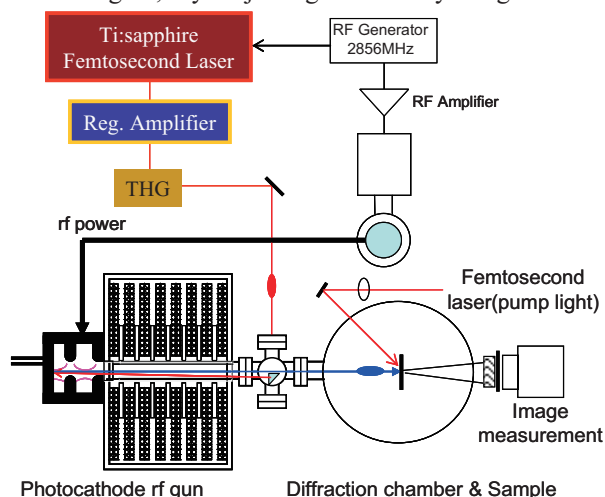 Ti:sapphire
Femtosecond Laser
RF Generator
2856MHz
RF Amplifier
Reg. Amplifier
THG
rf power
Femtosecond
laser(pump light)
Image
measurement
Photocathode rf gun
Diffraction chamber & Sample